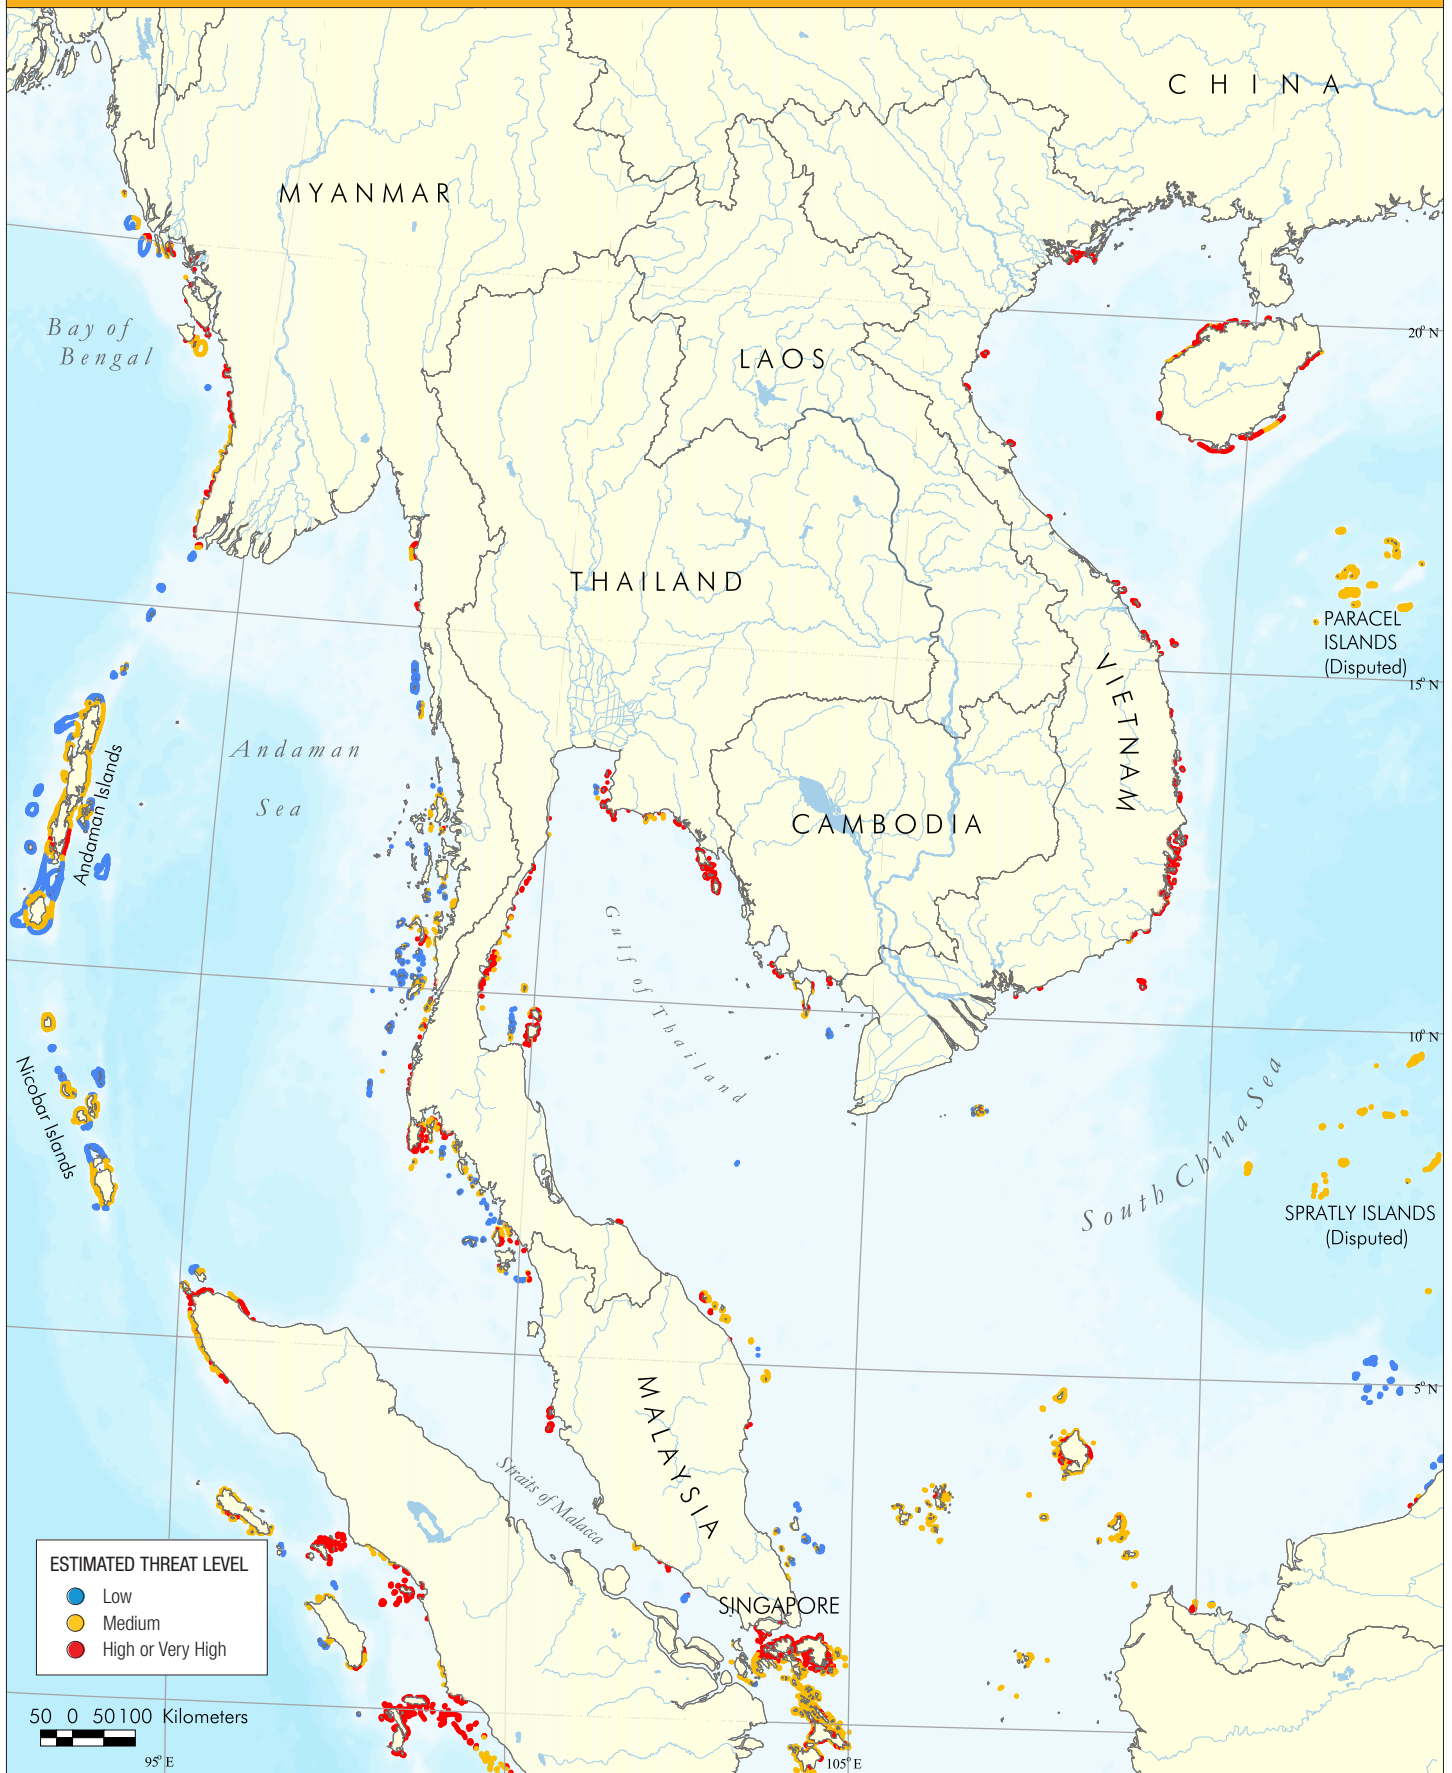 CHINA
MYANMAR
20° N
Bay of
Bengal
LAOS
THAILAND
PARACEL
ISLANDS
(Disputed)
15° N
VIETNAM
Andaman
Sea
Andaman Islands
CAMBODIA
Gulf of Thailand
10° N
Nicobar Islands
South China Sea
SPRATLY ISLANDS
(Disputed)
5° N
MALAYSIA
Straits of Malacca
ESTIMATED THREAT LEVEL
Low
Medium
High or Very High
SINGAPORE
50 0 50 100 Kilometers
95° E
105° E